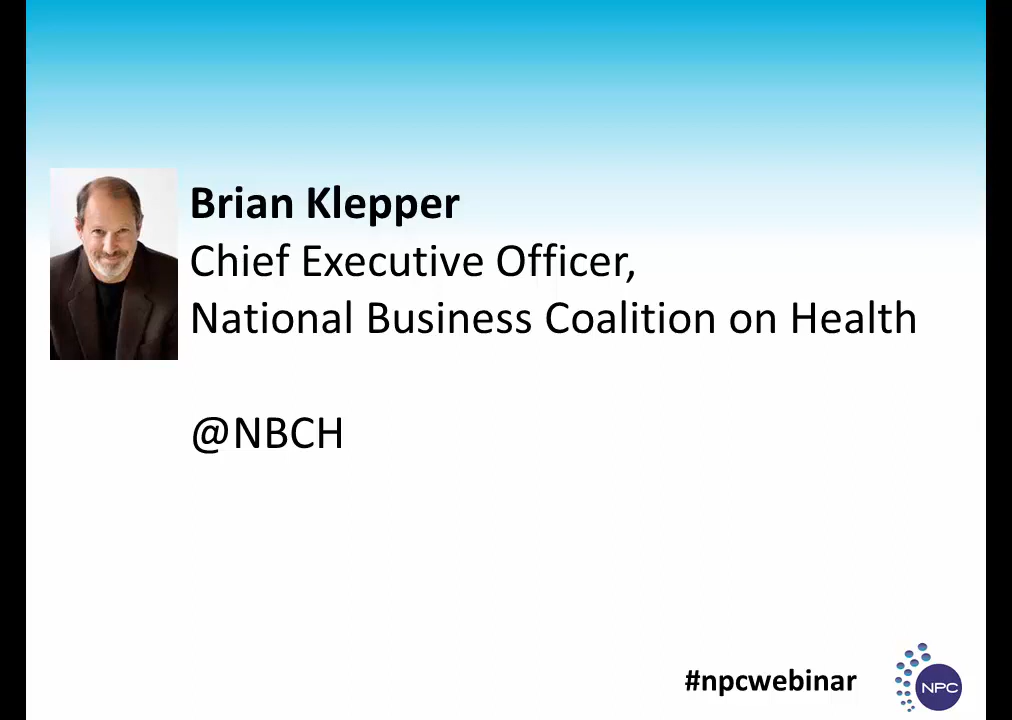 Brian Klepper
Chief Executive Officer,
National Business Coalition on Health
@NBCH
#npcwebinar
NPC